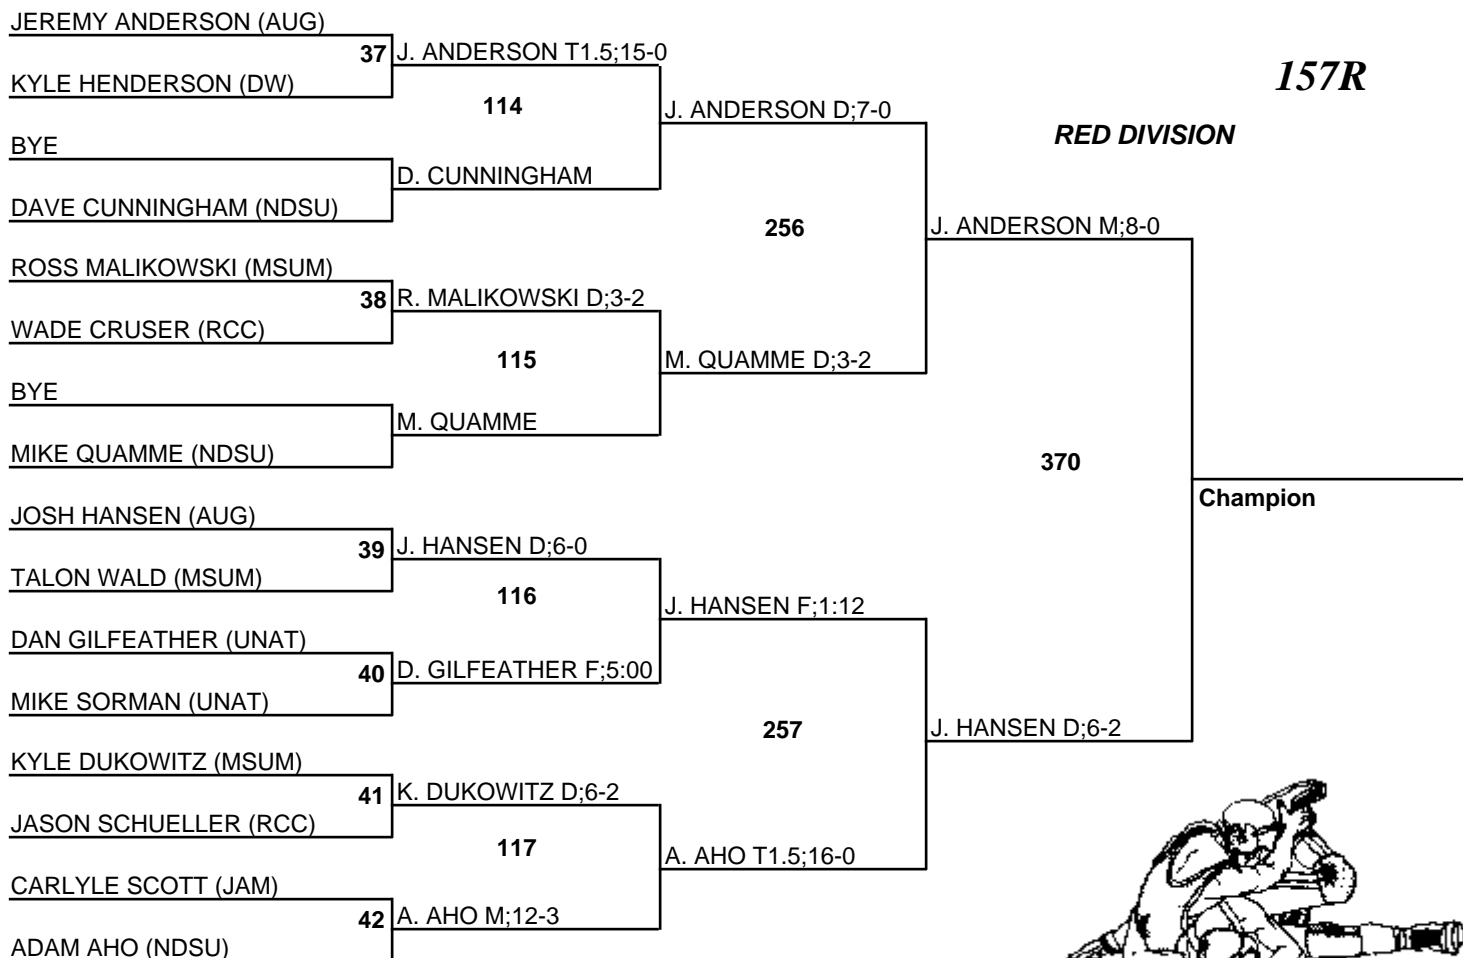 JEREMY ANDERSON (AUG)
37 J. ANDERSON T1.5;15-0
KYLE HENDERSON (DW)
157R
114
J. ANDERSON D;7-0
RED DIVISION
BYE
D. CUNNINGHAM
DAVE CUNNINGHAM (NDSU)
256
J. ANDERSON M;8-0
ROSS MALIKOWSKI (MSUM)
38 R. MALIKOWSKI D;3-2
WADE CRUSER (RCC)
115
M. QUAMME D;3-2
BYE
M. QUAMME
MIKE QUAMME (NDSU)
370
Champion
JOSH HANSEN (AUG)
39 J. HANSEN D;6-0
TALON WALD (MSUM)
116
J. HANSEN F;1:12
DAN GILFEATHER (UNAT)
40 D. GILFEATHER F;5:00
MIKE SORMAN (UNAT)
257
J. HANSEN D;6-2
KYLE DUKOWITZ (MSUM)
41 K. DUKOWITZ D;6-2
JASON SCHUELLER (RCC)
117
A. AHO T1.5;16-0
CARLYLE SCOTT (JAM)
42 A. AHO M;12-3
ADAM AHO (NDSU)